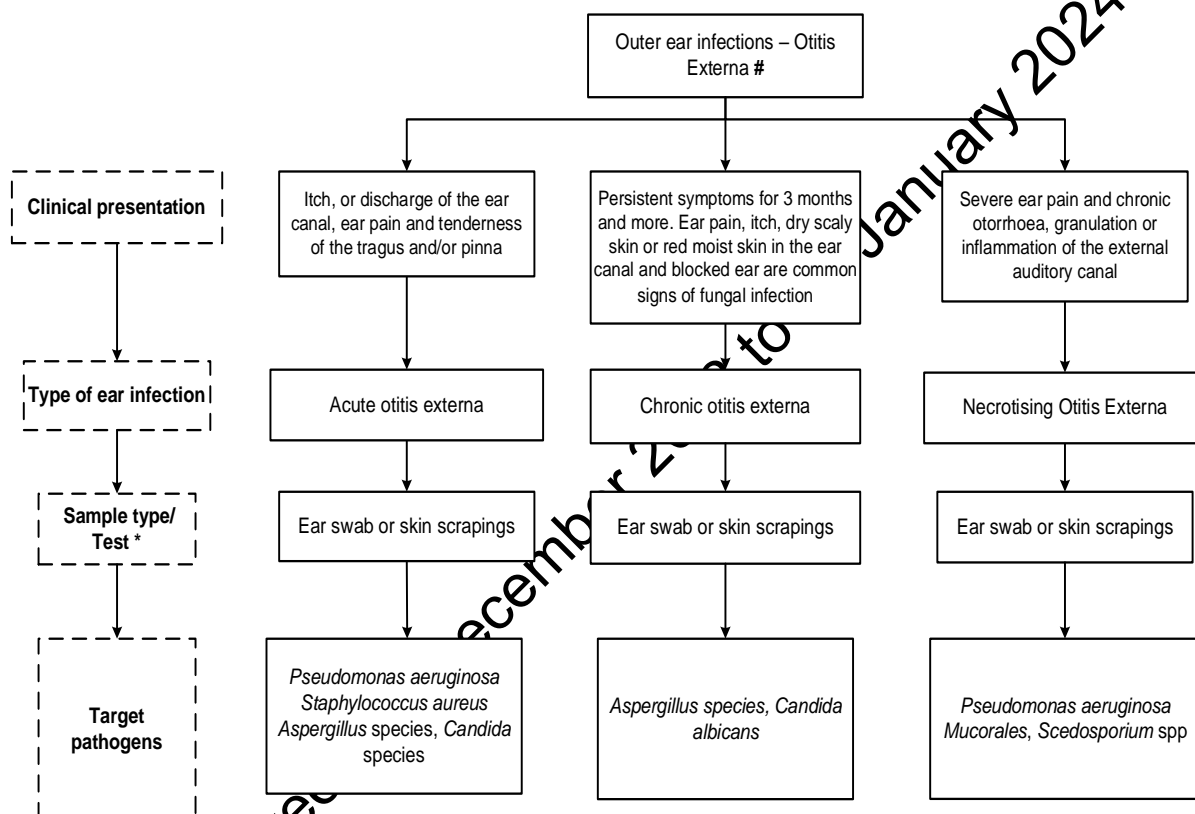 Outer ear infections – Otitis
Externa #
Clinical presentation
Itch, or discharge of the ear
canal, ear pain and tenderness
of the tragus and/or pinna
Persistent symptoms for 3 months
and more. Ear pain, itch, dry scaly
skin or red moist skin in the ear
canal and blocked ear are common
signs of fungal infection
Severe ear pain and chronic
otorrhoea, granulation or
inflammation of the external
auditory canal
Type of ear infection
Acute otitis externa
Chronic otitis externa
Necrotising Otitis Externa
Sample type/
Test *
Ear swab or skin scrapings
Ear swab or skin scrapings
Ear swab or skin scrapings
Target
pathogens
Pseudomonas aeruginosa
Staphylococcus aureus
Aspergillus species, Candida
species
Aspergillus species, Candida
albicans
Pseudomonas aeruginosa
Mucorales, Scedosporium spp
January 2024